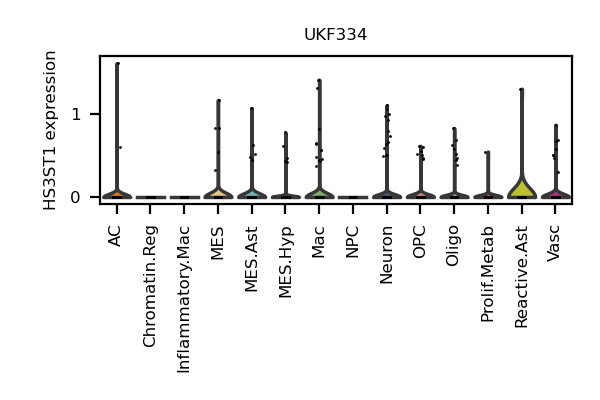 UKF334
HS3ST1 expression
1
0
AC
Chromatin.Reg
Inflammatory.Mac
MES
MES.Ast
MES.Hyp
Mac
NPC
Neuron
OPC
Oligo
Prolif.Metab
Reactive.Ast
Vasc